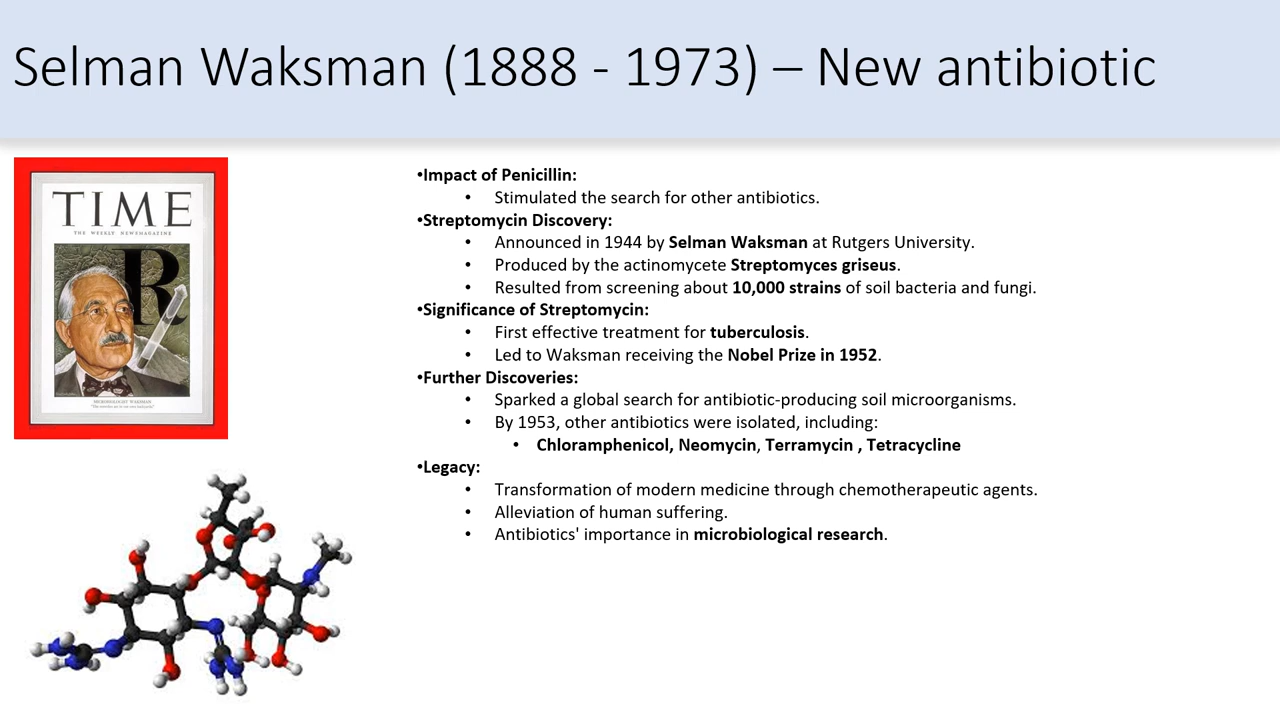 Selman Waksman (1888 - 1973) – New antibiotic
TIME
THE WEEKLY NEWSMAGAZINE
R
MICROBIOLOGIST WAKSMAN
•Impact of Penicillin:
• Stimulated the search for other antibiotics.
•Streptomycin Discovery:
• Announced in 1944 by Selman Waksman at Rutgers University.
• Produced by the actinomycete Streptomyces griseus.
• Resulted from screening about 10,000 strains of soil bacteria and fungi.
•Significance of Streptomycin:
• First effective treatment for tuberculosis.
• Led to Waksman receiving the Nobel Prize in 1952.
•Further Discoveries:
• Sparked a global search for antibiotic-producing soil microorganisms.
• By 1953, other antibiotics were isolated, including:
• Chloramphenicol, Neomycin, Terramycin , Tetracycline
•Legacy:
• Transformation of modern medicine through chemotherapeutic agents.
• Alleviation of human suffering.
• Antibiotics' importance in microbiological research.